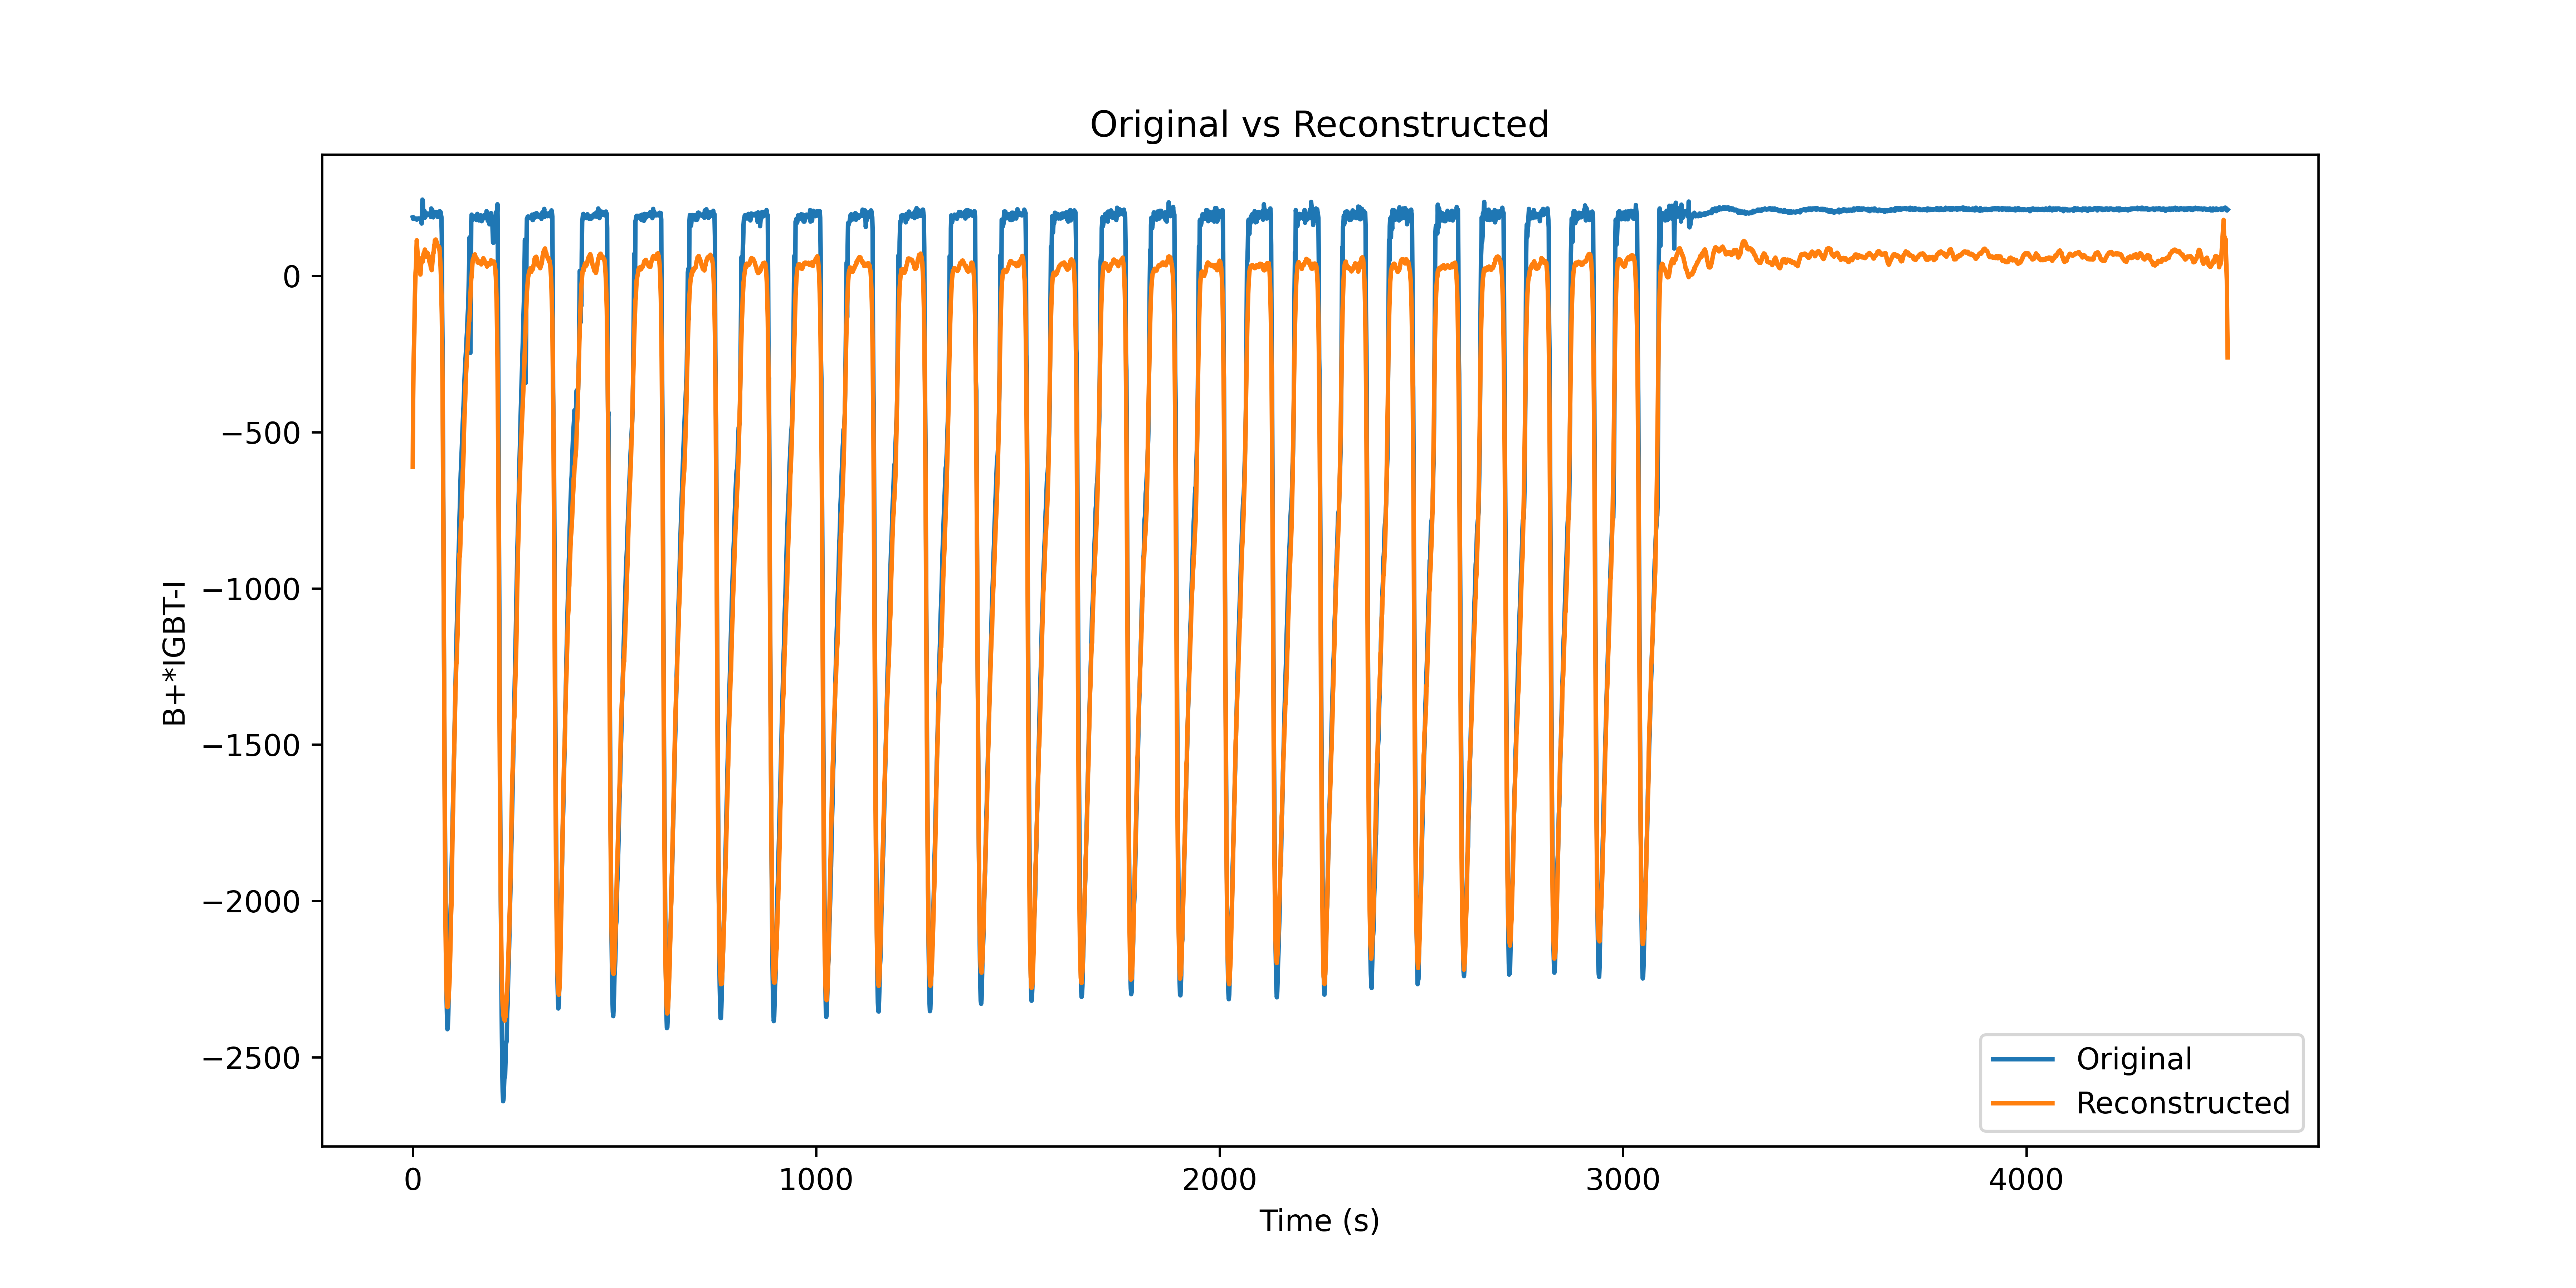 Original vs Reconstructed
0
−500
−1000
−1500
−2000
−2500
B+*IGBT-I
0
1000
2000
3000
4000
Time (s)
Original
Reconstructed